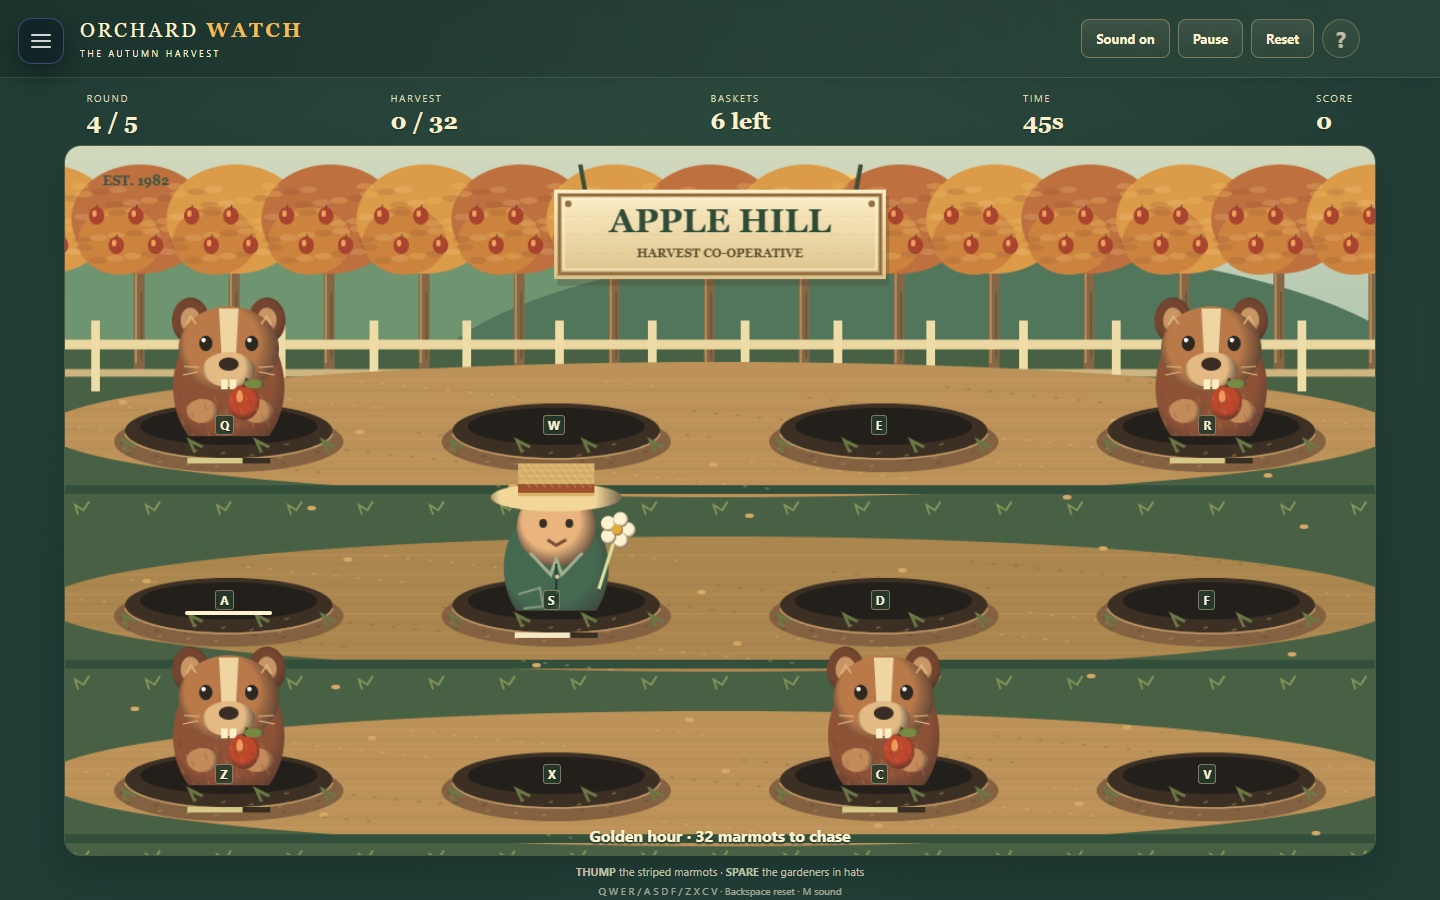 ORCHARD WATCH
THE AUTUMN HARVEST
Sound on
Pause
Reset
?
ROUND
4 / 5
HARVEST
0 / 32
BASKETS
6 left
TIME
45s
SCORE
0
EST. 1982
APPLE HILL
HARVEST CO-OPERATIVE
Q
W
E
R
A
S
D
F
Z
X
C
V
Golden hour · 32 marmots to chase
THUMP the striped marmots · SPARE the gardeners in hats
QWER/ASDF/ZXCV · Backspace reset · M sound